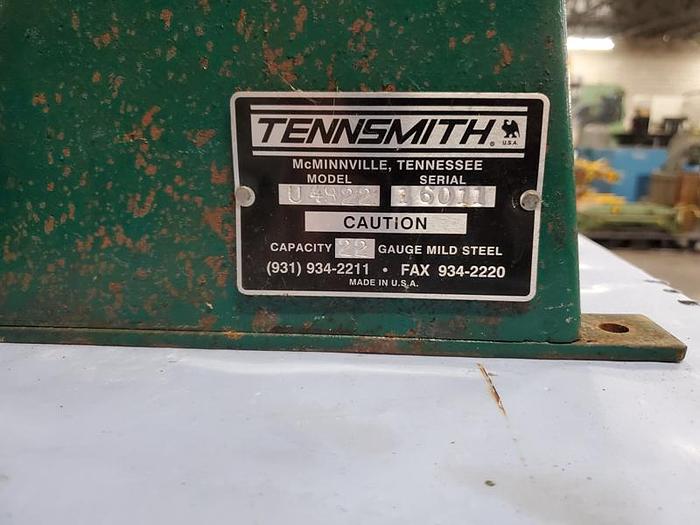 TENNSMITH®
U.S.A.
McMINNVILLE, TENNESSEE
MODEL SERIAL
U4822 16011
CAUTION
CAPACITY 22 GAUGE MILD STEEL
(931) 934-2211 • FAX 934-2220
MADE IN U.S.A.